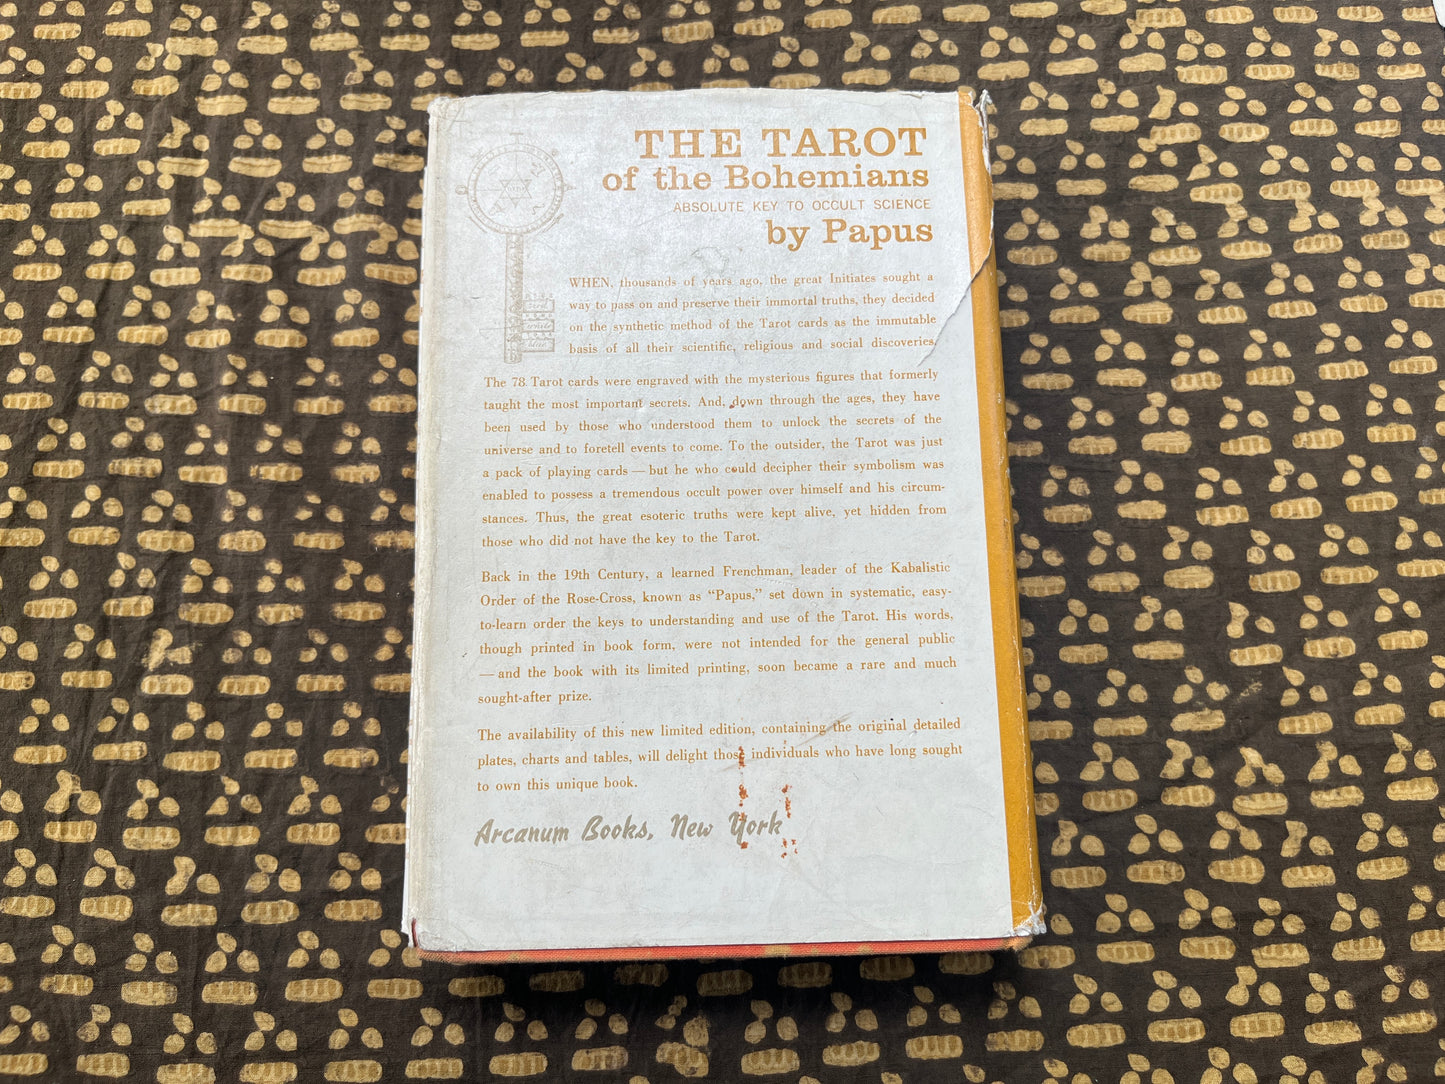 THE TAROT
of the Bohemians
ABSOLUTE KEY TO OCCULT SCIENCE
by Papus
WHEN, thousands of years ago, the great Initiates sought a
way to pass on and preserve their immortal truths, they decided
on the synthetic method of the Tarot cards as the immutable
basis of all their scientific, religious and social discoveries.
The 78 Tarot cards were engraved with the mysterious figures that formerly
taught the most important secrets. And, down through the ages, they have
been used by those who understood them to unlock the secrets of the
universe and to foretell events to come. To the outsider, the Tarot was just
a pack of playing cards — but he who could decipher their symbolism was
enabled to possess a tremendous occult power over himself and his circum-
stances. Thus, the great esoteric truths were kept alive, yet hidden from
those who did not have the key to the Tarot.
Back in the 19th Century, a learned Frenchman, leader of the Kabalistic
Order of the Rose-Cross, known as “Papus,” set down in systematic, easy-
to-learn order the keys to understanding and use of the Tarot. His words,
though printed in book form, were not intended for the general public
— and the book with its limited printing, soon became a rare and much
sought-after prize.
The availability of this new limited edition, containing the original detailed
plates, charts and tables, will delight those individuals who have long sought
to own this unique book.
Arcanum Books, New York
white
blue